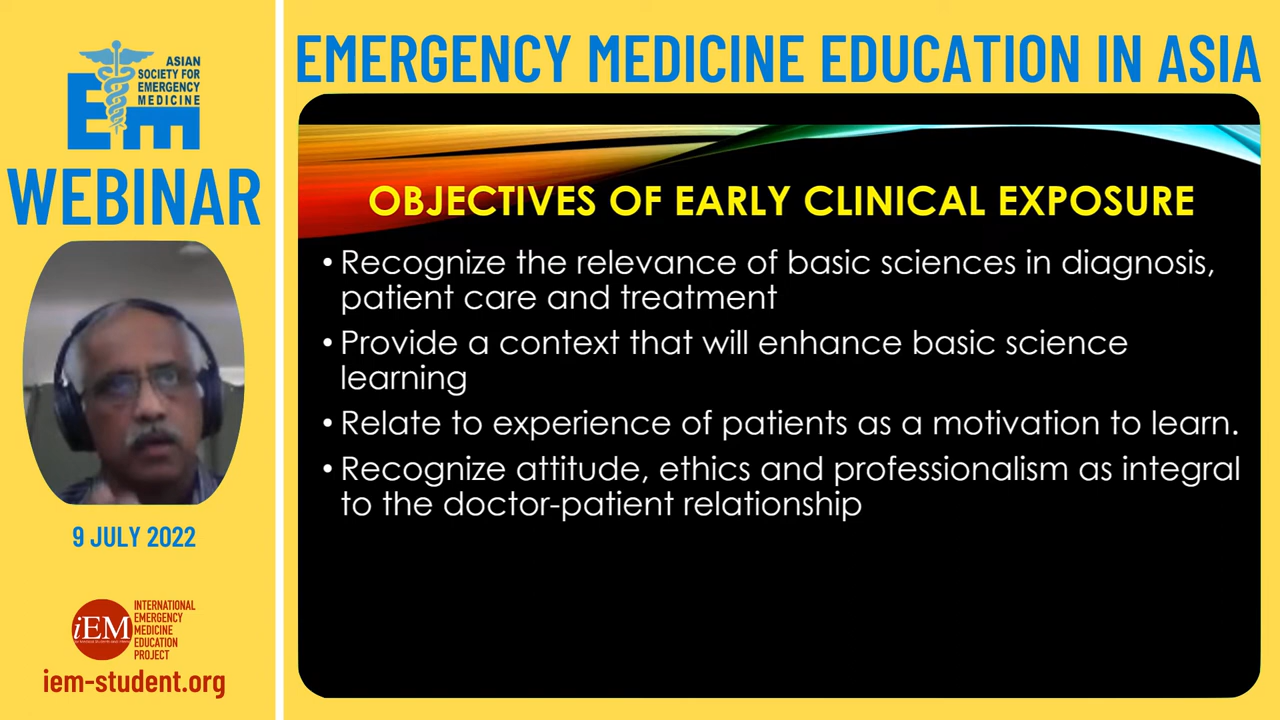 ASIAN
SOCIETY FOR
EMERGENCY
MEDICINE
Em
WEBINAR
9 JULY 2022
iEM
INTERNATIONAL
EMERGENCY
MEDICINE
EDUCATION
PROJECT
iem-student.org
EMERGENCY MEDICINE EDUCATION IN ASIA
OBJECTIVES OF EARLY CLINICAL EXPOSURE
• Recognize the relevance of basic sciences in diagnosis,
patient care and treatment
• Provide a context that will enhance basic science
learning
• Relate to experience of patients as a motivation to learn.
• Recognize attitude, ethics and professionalism as integral
to the doctor-patient relationship